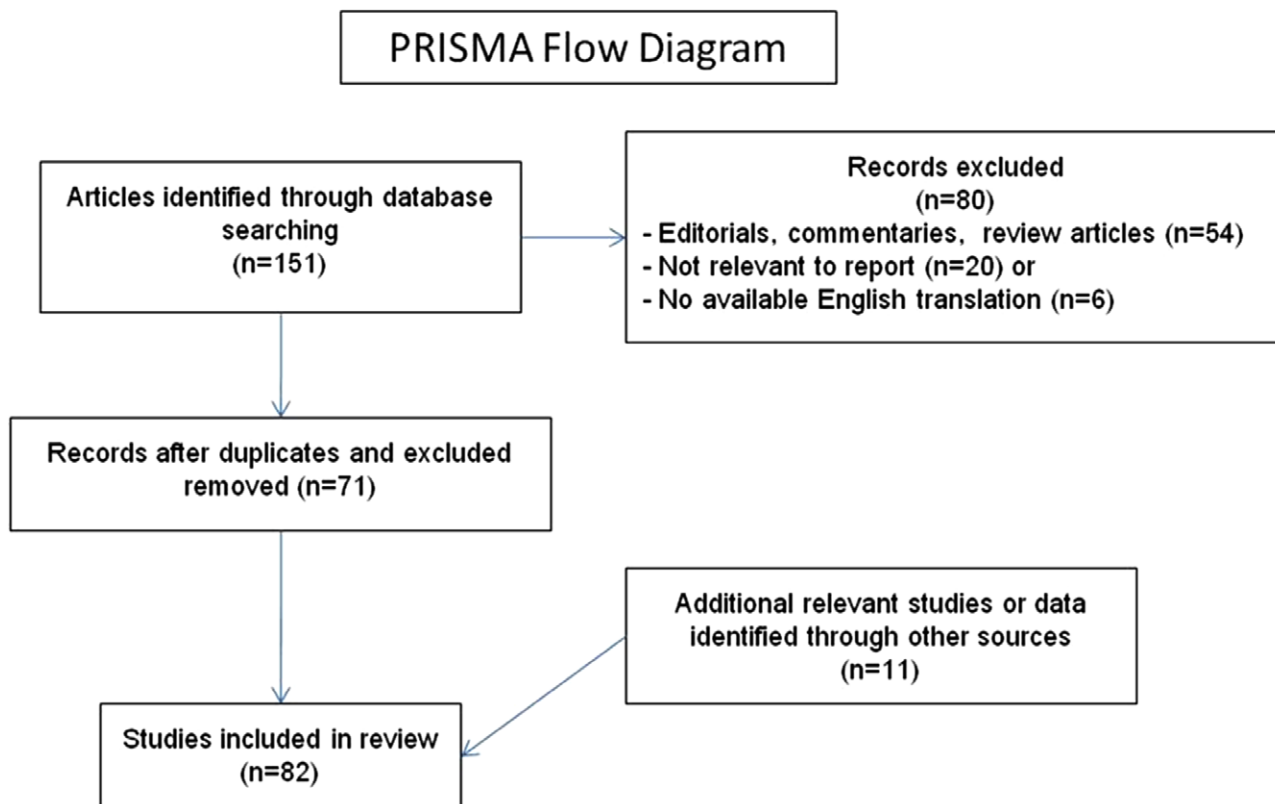 PRISMA Flow Diagram
Articles identified through database
searching
(n=151)
Records excluded
(n=80)
- Editorials, commentaries, review articles (n=54)
- Not relevant to report (n=20) or
- No available English translation (n=6)
Records after duplicates and excluded
removed (n=71)
Additional relevant studies or data
identified through other sources
(n=11)
Studies included in review
(n=82)